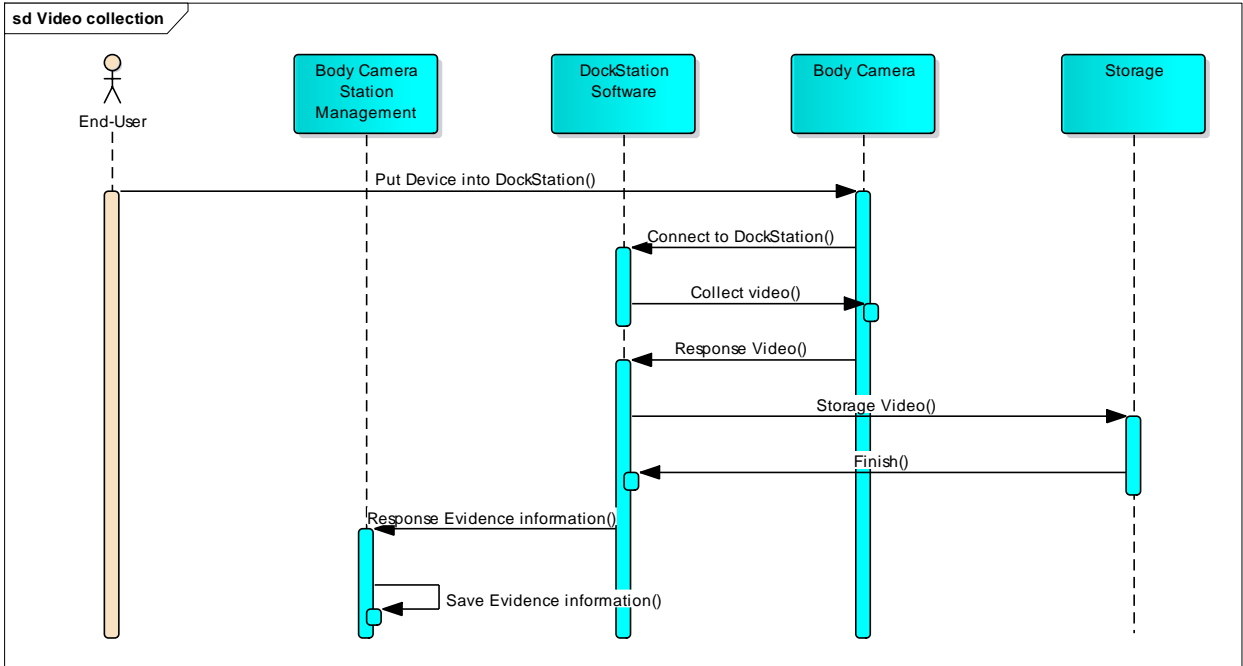 sd Video collection
End-User
Body Camera
Station
Management
DockStation
Software
Body Camera
Storage
Put Device into DockStation()
Connect to DockStation()
Collect video()
Response Video()
Storage Video()
Finish()
Response Evidence information()
Save Evidence information()